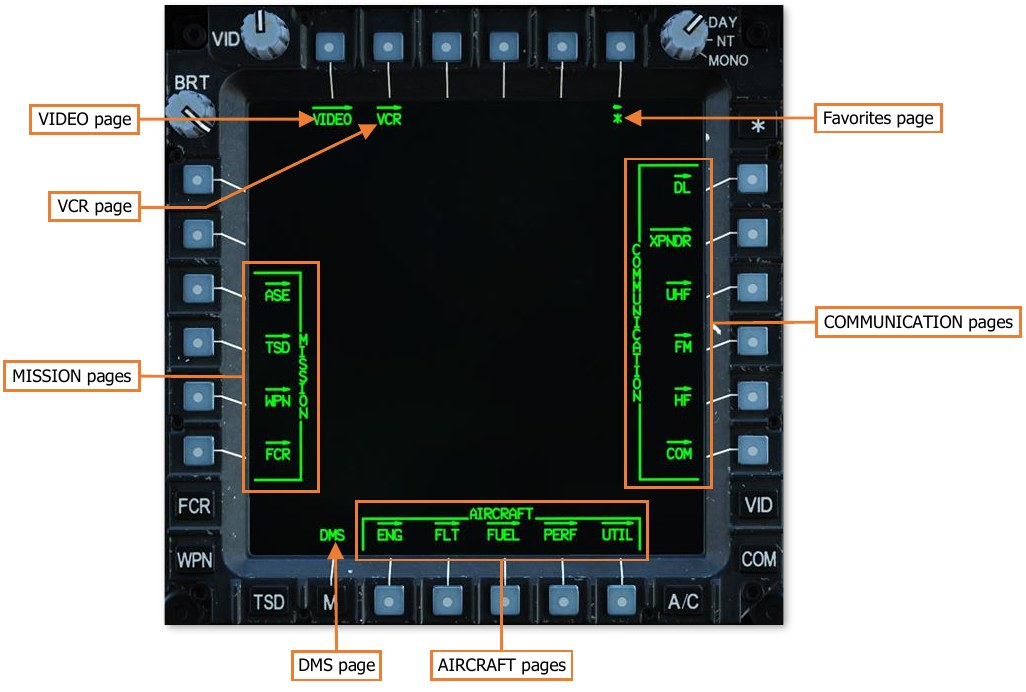 VID
DAY
NT
MONO
BRT
VIDEO page
VIDEO
VCR
*
Favorites page
*
VCR page
DL
XPNDR
UHF
FM
HF
COM
COMMUNICATION
COMMUNICATION pages
ASE
TSD
WPN
FCR
MISSION
MISSION pages
FCR
VID
AIRCRAFT
DMS
ENG
FLT
FUEL
PERF
UTIL
WPN
COM
TSD
M
A/C
DMS page
AIRCRAFT pages